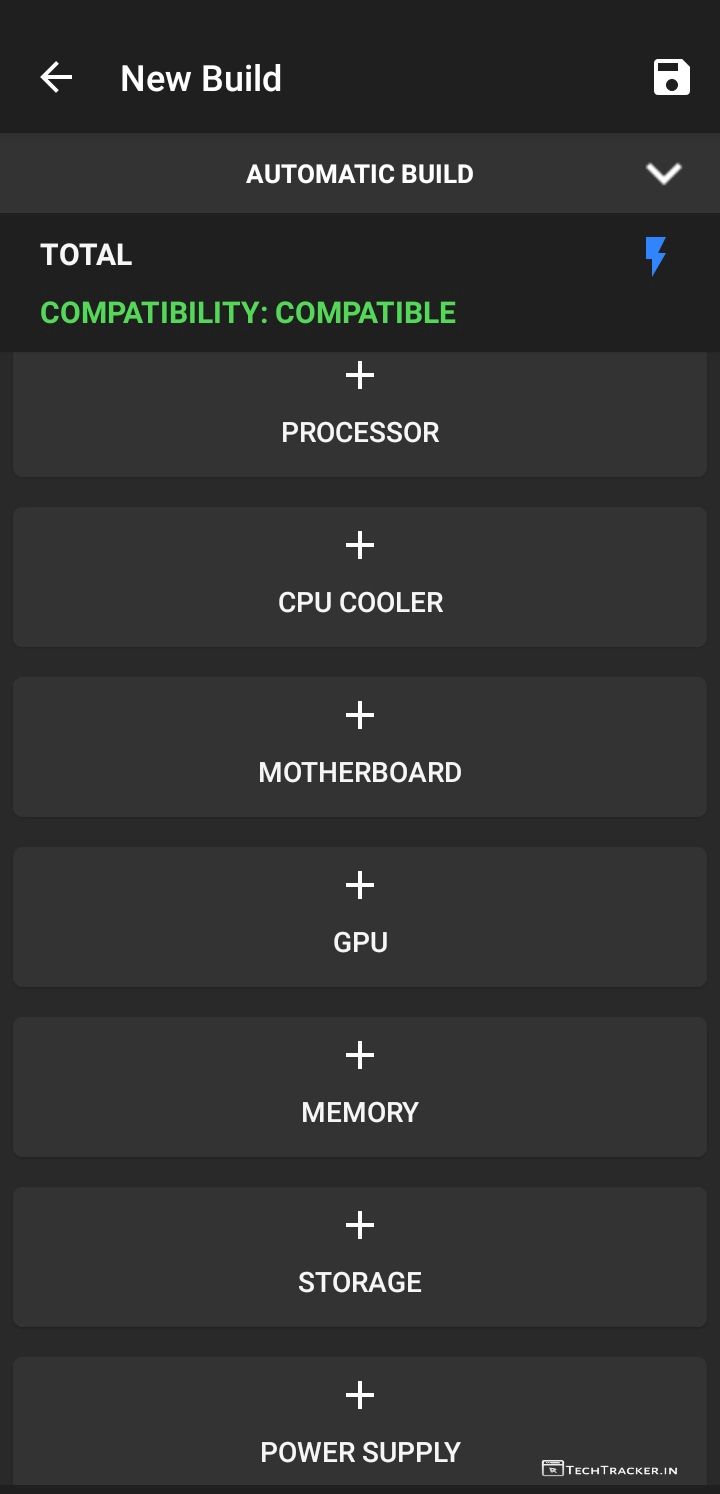 New Build
AUTOMATIC BUILD
TOTAL
COMPATIBILITY: COMPATIBLE
PROCESSOR
CPU COOLER
MOTHERBOARD
GPU
MEMORY
STORAGE
POWER SUPPLY
TECHTRACKER.IN